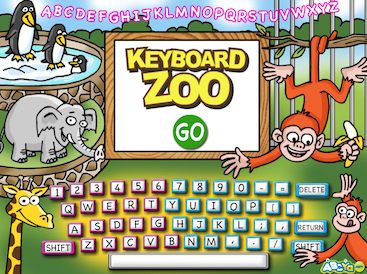 ABCDEFGHIJKLMNOPQRSTUVWXYZ
KEYBOARD
ZOO
GO
1 2 3 4 5 6 7 8 9 0 - = DELETE
Q W E R T Y U I O P [ ]
A S D F G H J K L ; ' RETURN
SHIFT Z X C V B N M , . / SHIFT